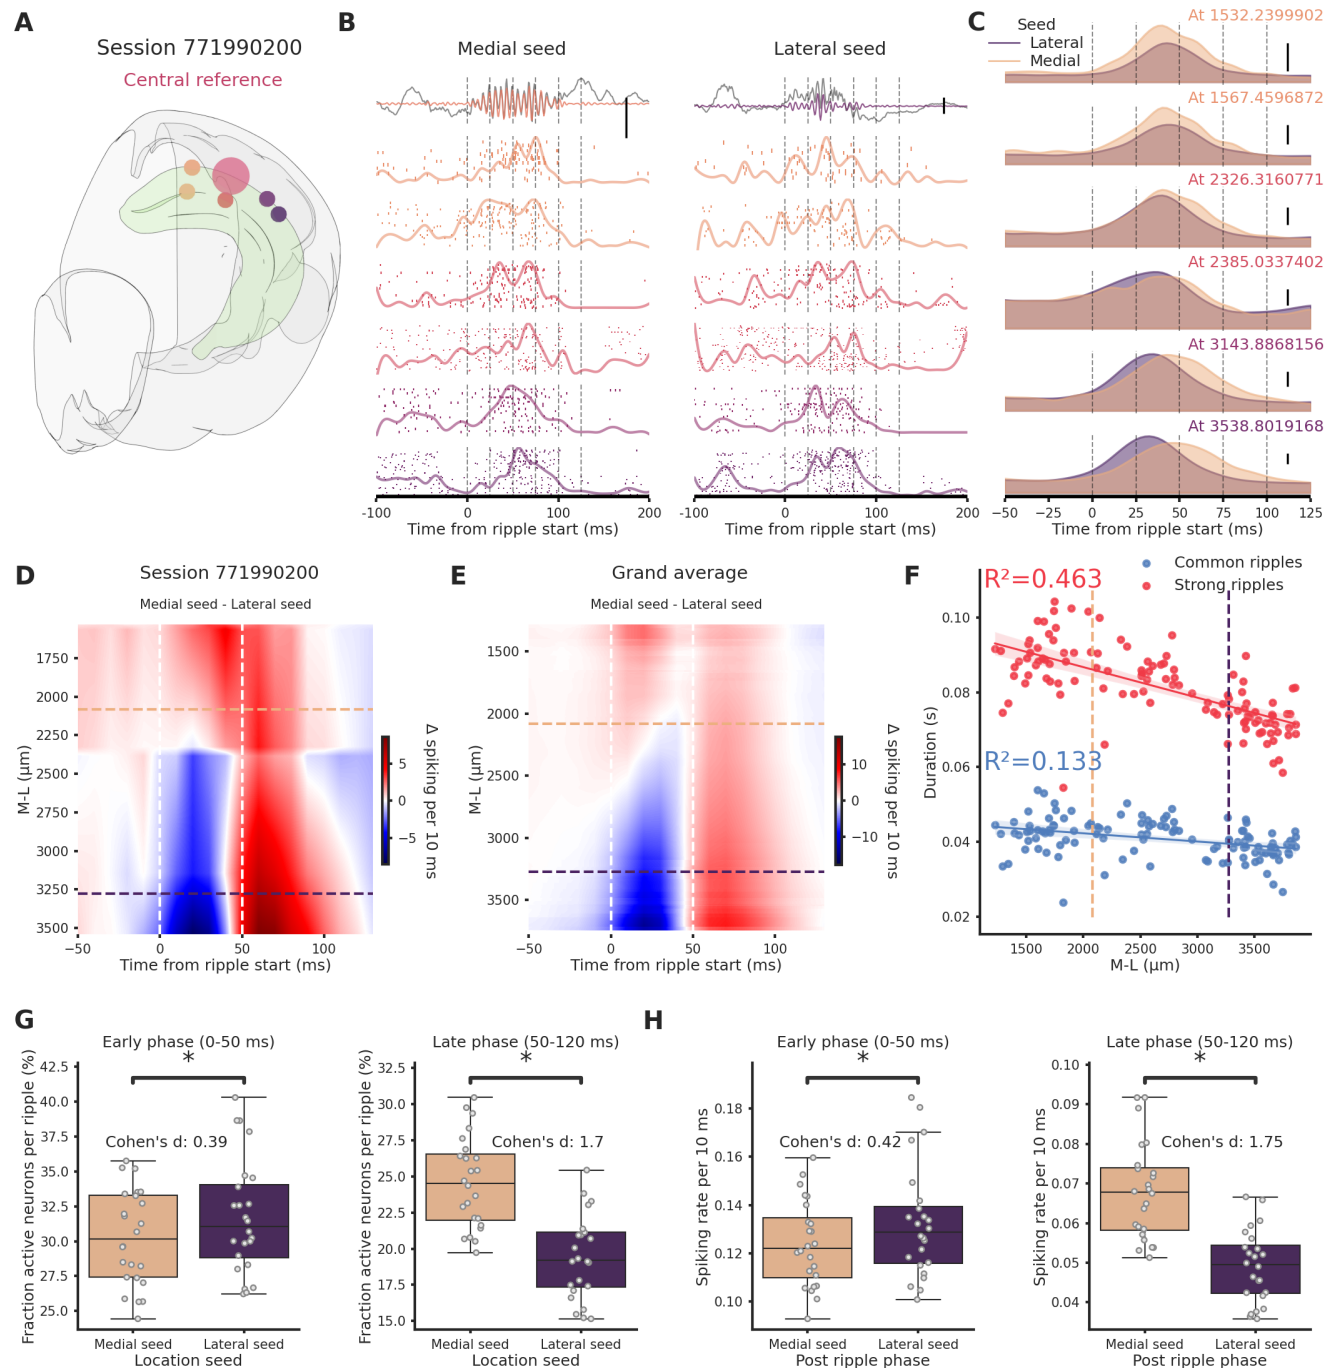 A
Session 771990200
Central reference
B
Medial seed
Lateral seed
-100
0
100
200
Time from ripple start (ms)
-100
0
100
200
Time from ripple start (ms)
C
Seed
Lateral
Medial
At 1532.2399902
At 1567.4596872
At 2326.3160771
At 2385.0337402
At 3143.8868156
At 3538.8019168
−50
−25
0
25
50
75
100
125
Time from ripple start (ms)
D
Session 771990200
Medial seed - Lateral seed
1750
2000
2250
2500
2750
3000
3250
3500
M-L (µm)
−50
0
50
100
Time from ripple start (ms)
5
0
−5
Δ spiking per 10 ms
E
Grand average
Medial seed - Lateral seed
1500
2000
2500
3000
3500
M-L (µm)
−50
0
50
100
Time from ripple start (ms)
10
0
−10
Δ spiking per 10 ms
F
Common ripples
Strong ripples
R²=0.463
R²=0.133
0.10
0.08
0.06
0.04
0.02
Duration (s)
1500
2000
2500
3000
3500
M-L (µm)
G
Early phase (0-50 ms)
*
Cohen's d: 0.39
42.5
40.0
37.5
35.0
32.5
30.0
27.5
25.0
Fraction active neurons per ripple (%)
Medial seed
Lateral seed
Location seed
Late phase (50-120 ms)
*
Cohen's d: 1.7
32.5
30.0
27.5
25.0
22.5
20.0
17.5
15.0
Fraction active neurons per ripple (%)
Medial seed
Lateral seed
Location seed
H
Early phase (0-50 ms)
*
Cohen's d: 0.42
0.18
0.16
0.14
0.12
0.10
Spiking rate per 10 ms
Medial seed
Lateral seed
Post ripple phase
Late phase (50-120 ms)
*
Cohen's d: 1.75
0.10
0.09
0.08
0.07
0.06
0.05
0.04
Spiking rate per 10 ms
Medial seed
Lateral seed
Post ripple phase